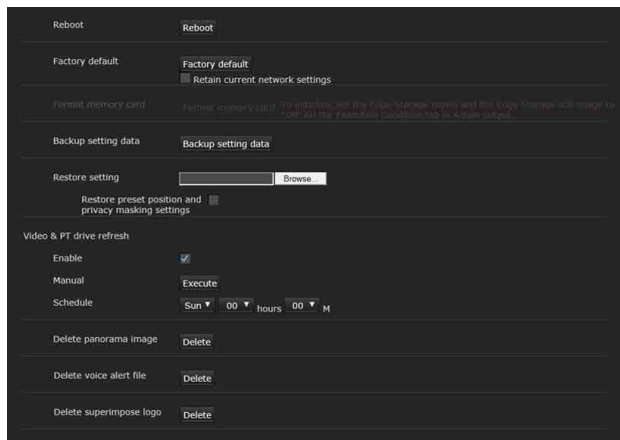 Reboot Reboot
Factory default Factory default
Retain current network settings
Format memory card Format memory card To initialize, set the Edge Storage movie and the Edge Storage still image to
"Off" on the Execution Condition tab in Action output.
Backup setting data Backup setting data
Restore setting Browse...
Restore preset position and
privacy masking settings
Video & PT drive refresh
Enable
Manual Execute
Schedule Sun 00 hours 00 M
Delete panorama image Delete
Delete voice alert file Delete
Delete superimpose logo Delete